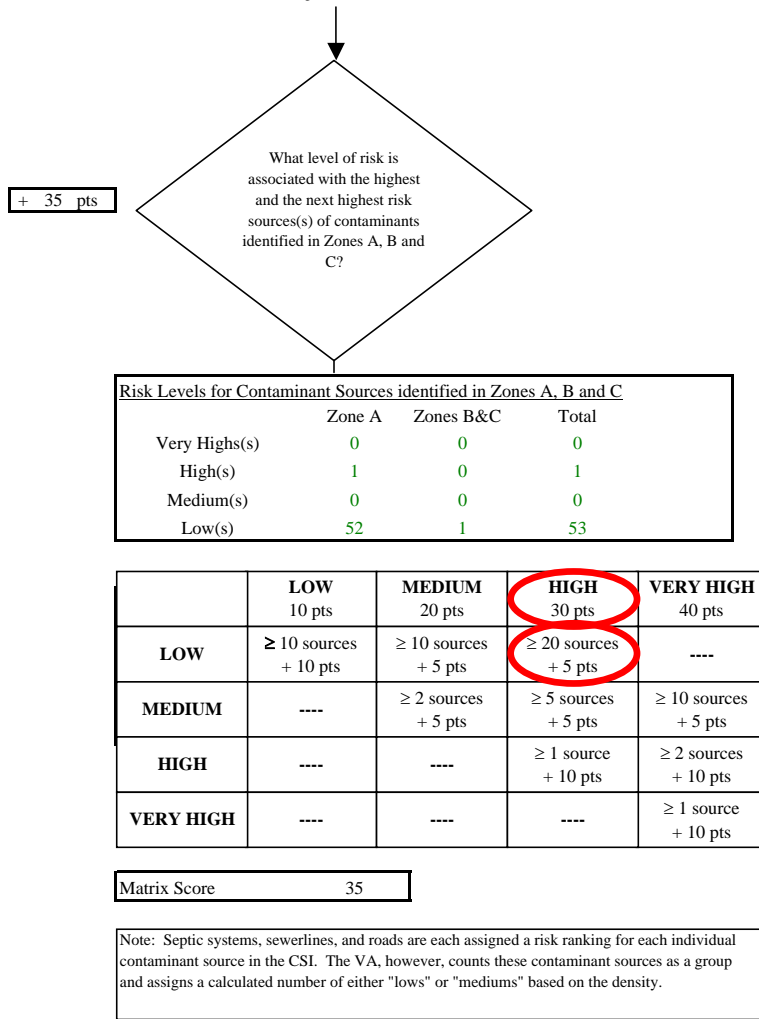 What level of risk is
associated with the highest
and the next highest risk
sources(s) of contaminants
identified in Zones A, B and
C?
+ 35 pts
Risk Levels for Contaminant Sources identified in Zones A, B and C
Zone A Zones B&C Total
Very Highs(s) 0 0 0
High(s) 1 0 1
Medium(s) 0 0 0
Low(s) 52 1 53
LOW MEDIUM HIGH VERY HIGH
10 pts 20 pts 30 pts 40 pts
LOW ≥ 10 sources ≥ 10 sources ≥ 20 sources ----
+ 10 pts + 5 pts + 5 pts
MEDIUM ---- ≥ 2 sources ≥ 5 sources ≥ 10 sources
+ 5 pts + 5 pts + 5 pts
HIGH ---- ---- ≥ 1 source ≥ 2 sources
+ 10 pts + 10 pts
VERY HIGH ---- ---- ---- ≥ 1 source
+ 10 pts
Matrix Score 35
Note: Septic systems, sewerlines, and roads are each assigned a risk ranking for each individual
contaminant source in the CSI. The VA, however, counts these contaminant sources as a group
and assigns a calculated number of either "lows" or "mediums" based on the density.